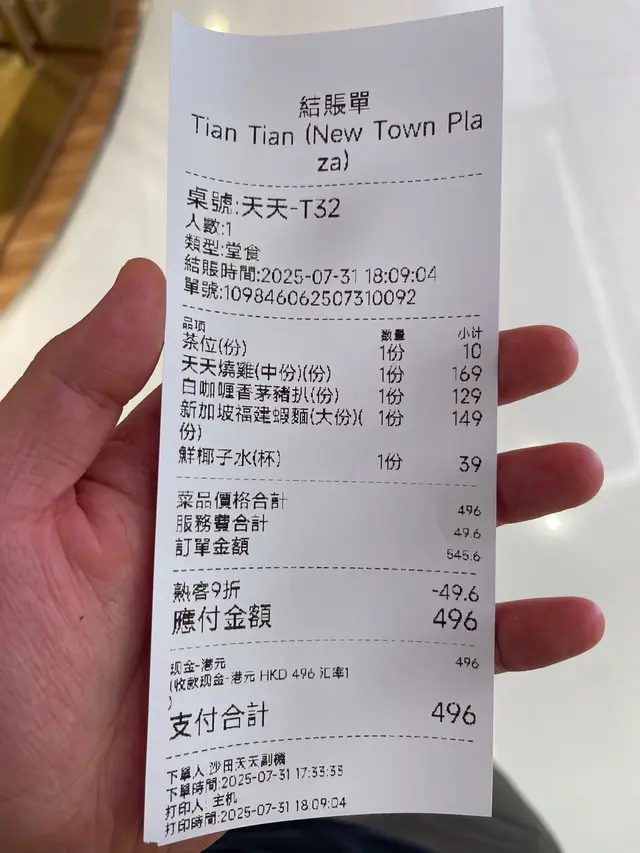 結賬單
Tian Tian (New Town Pla
za)
桌號:天天-T32
人數:1
類型:堂食
結賬時間:2025-07-31 18:09:04
單號:109846062507310092
品项 数量 小计
茶位(份) 1份 10
天天燒雞(中份)(份) 1份 169
白咖喱香茅豬扒(份) 1份 129
新加坡福建蝦麵(大份)( 1份 149
份)
鮮椰子水(杯) 1份 39
菜品價格合計 496
服務費合計 49.6
訂單金額 545.6
熟客9折 -49.6
應付金額 496
现金-港元 496
(收款现金-港元 HKD 496 汇率1
)
支付合計 496
下單人 沙田天天副機
下單時間:2025-07-31 17:33:33
打印人: 主机
打印時間:2025-07-31 18:09:04